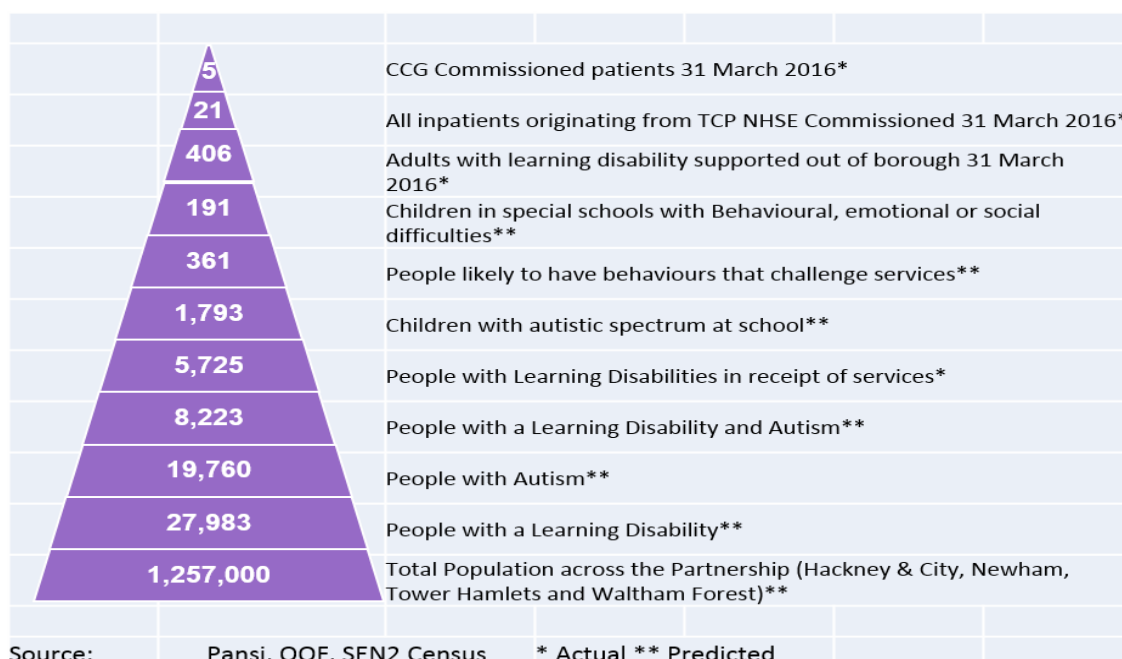 5
CCG Commissioned patients 31 March 2016*
21
All inpatients originating from TCP NHSE Commissioned 31 March 2016*
406
Adults with learning disability supported out of borough 31 March
2016*
191
Children in special schools with Behavioural, emotional or social
difficulties**
361
People likely to have behaviours that challenge services**
1,793
Children with autistic spectrum at school**
5,725
People with Learning Disabilities in receipt of services*
8,223
People with a Learning Disability and Autism**
19,760
People with Autism**
27,983
People with a Learning Disability**
1,257,000
Total Population across the Partnership (Hackney & City, Newham,
Tower Hamlets and Waltham Forest)**
Source: Pansi, QOF, SEN2 Census * Actual ** Predicted